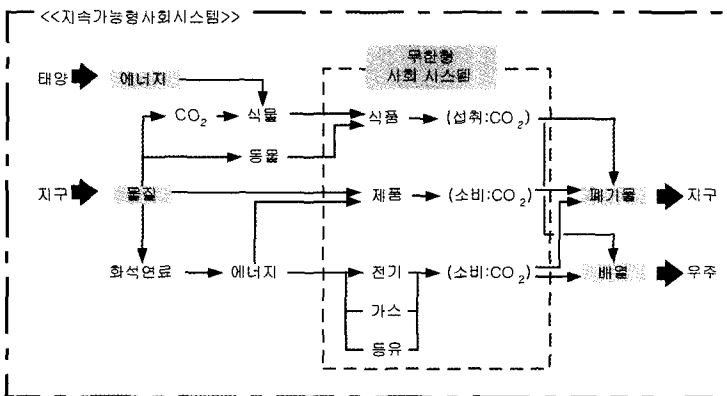 <<지속가능형사회시스템>>
무한형
사회 시스템
태양 에너지
CO2 식물 식품 (섭취:CO2)
동물
지구 물질 제품 (소비:CO2) 폐기물 지구
화석연료 에너지 전기 (소비:CO2) 배열 우주
가스
등유